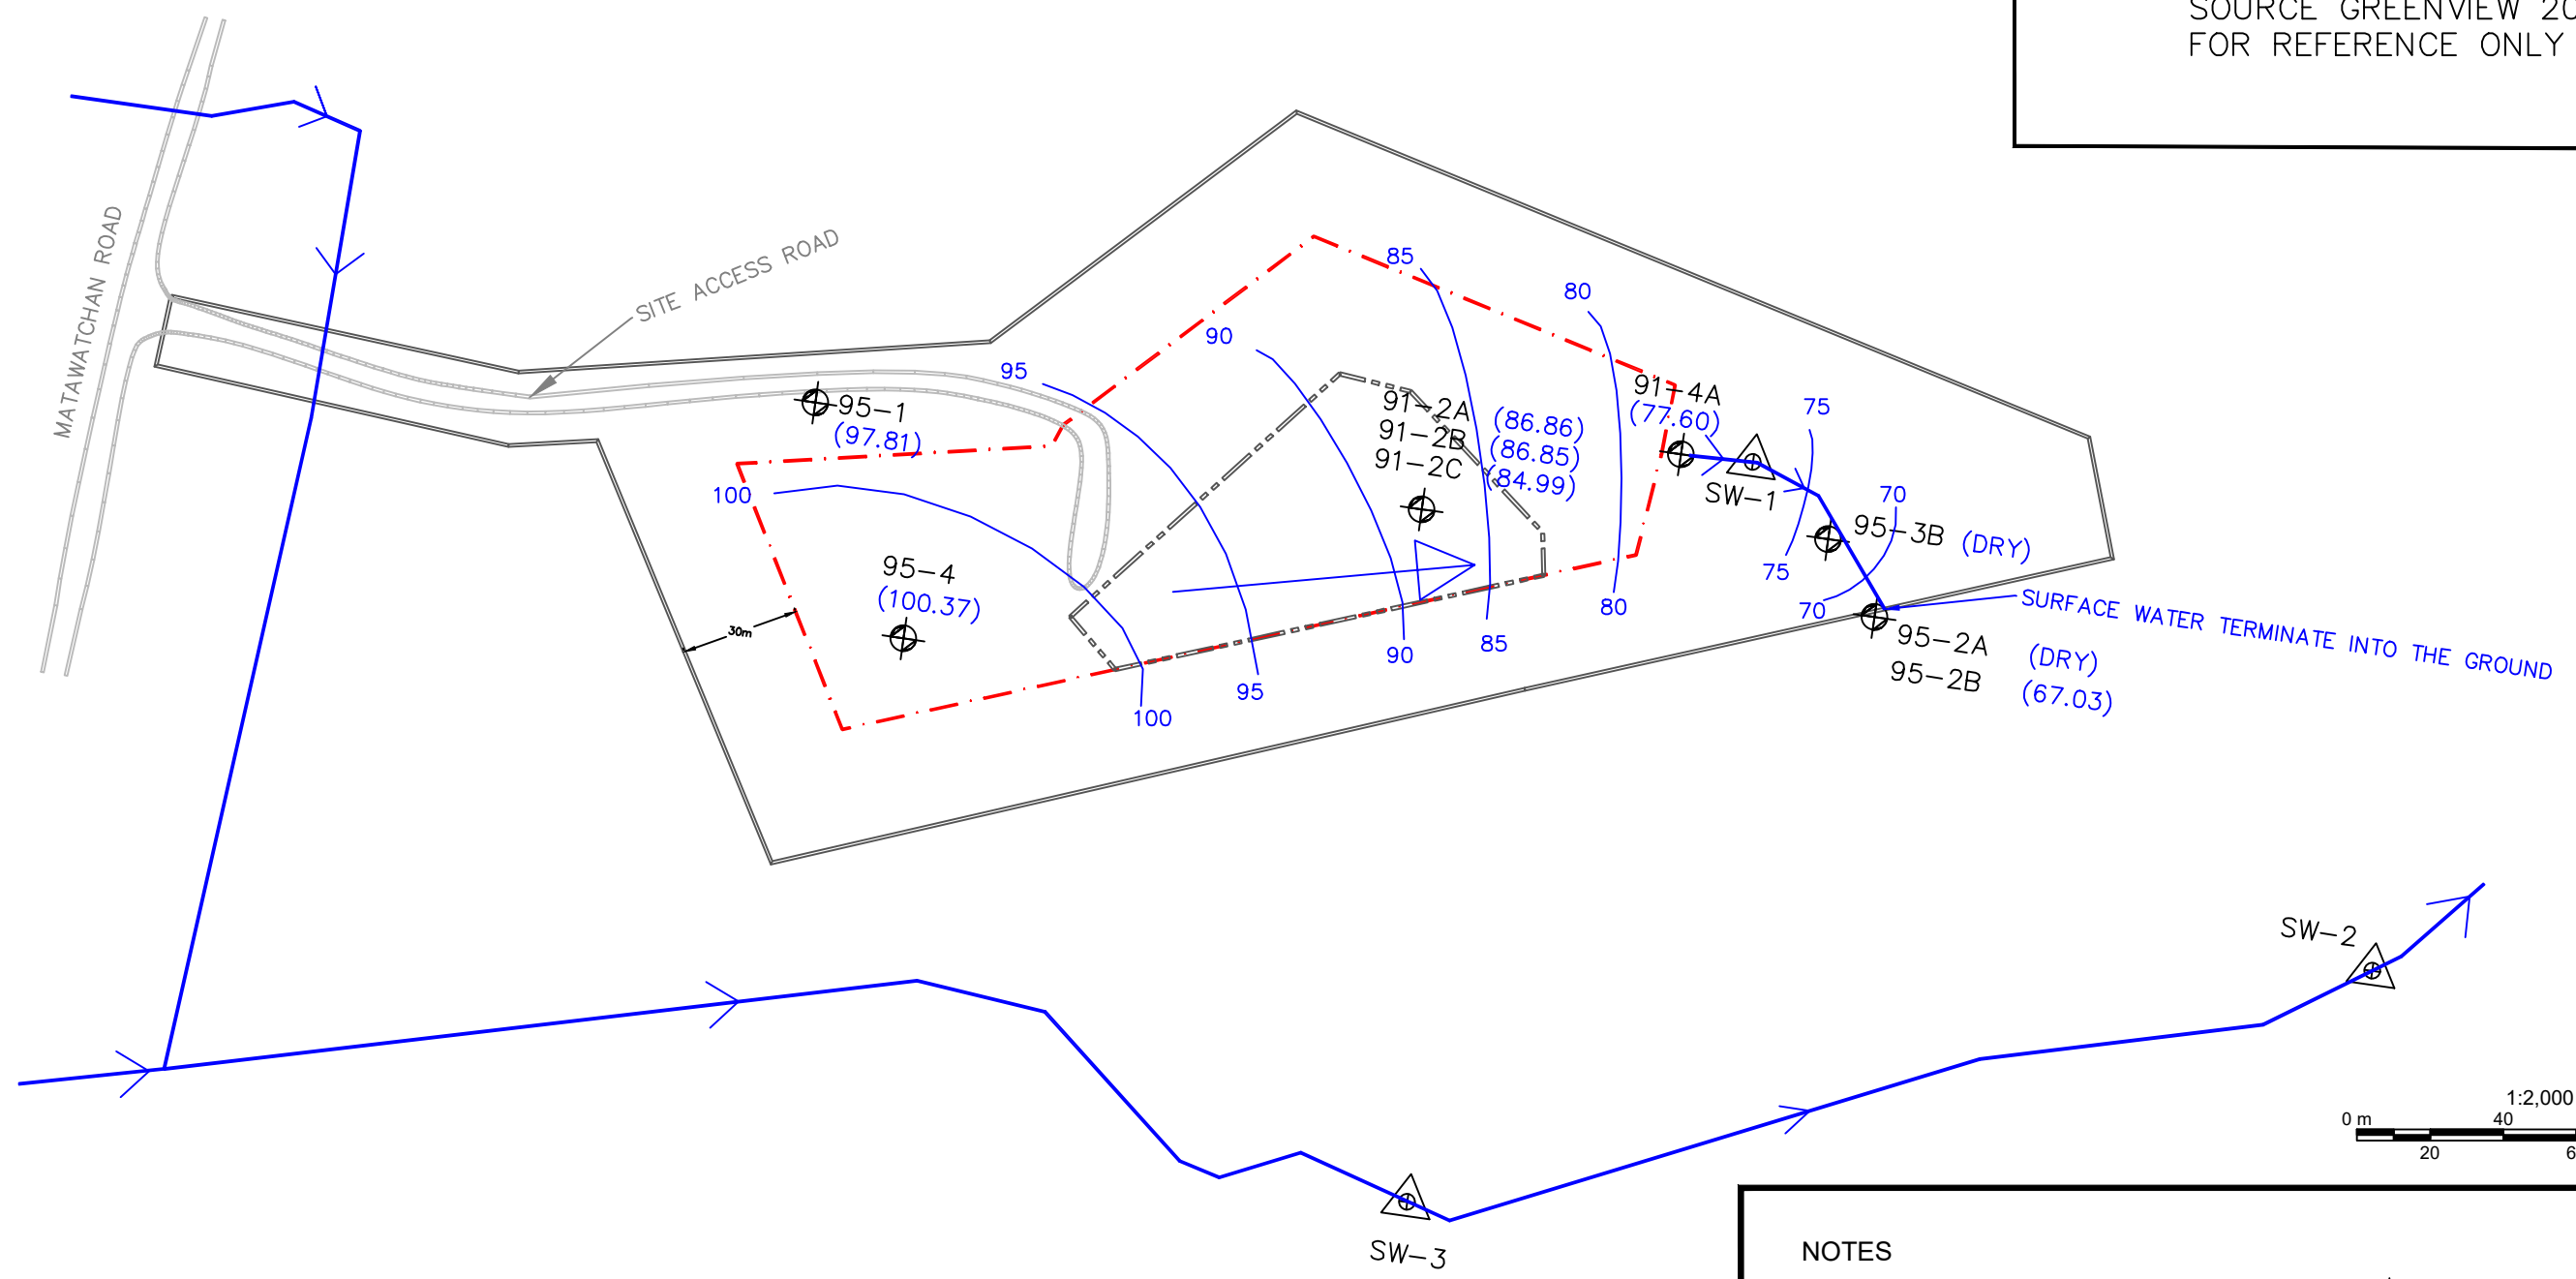 SOURCE GREENVIEW 20
FOR REFERENCE ONLY
MATAWATCHAN ROAD
SITE ACCESS ROAD
85
80
90
95
95-1
(97.81)
91-2A (86.86)
91-2B (86.85)
91-2C (84.99)
91-4A
(77.60)
75
SW-1
70
100
95-3B (DRY)
95-4
(100.37)
75
70
80
SURFACE WATER TERMINATE INTO THE GROUND
30m
85
90
95
100
95-2A (DRY)
95-2B (67.03)
SW-2
1:2,000
0 m
40
20
6
SW-3
NOTES